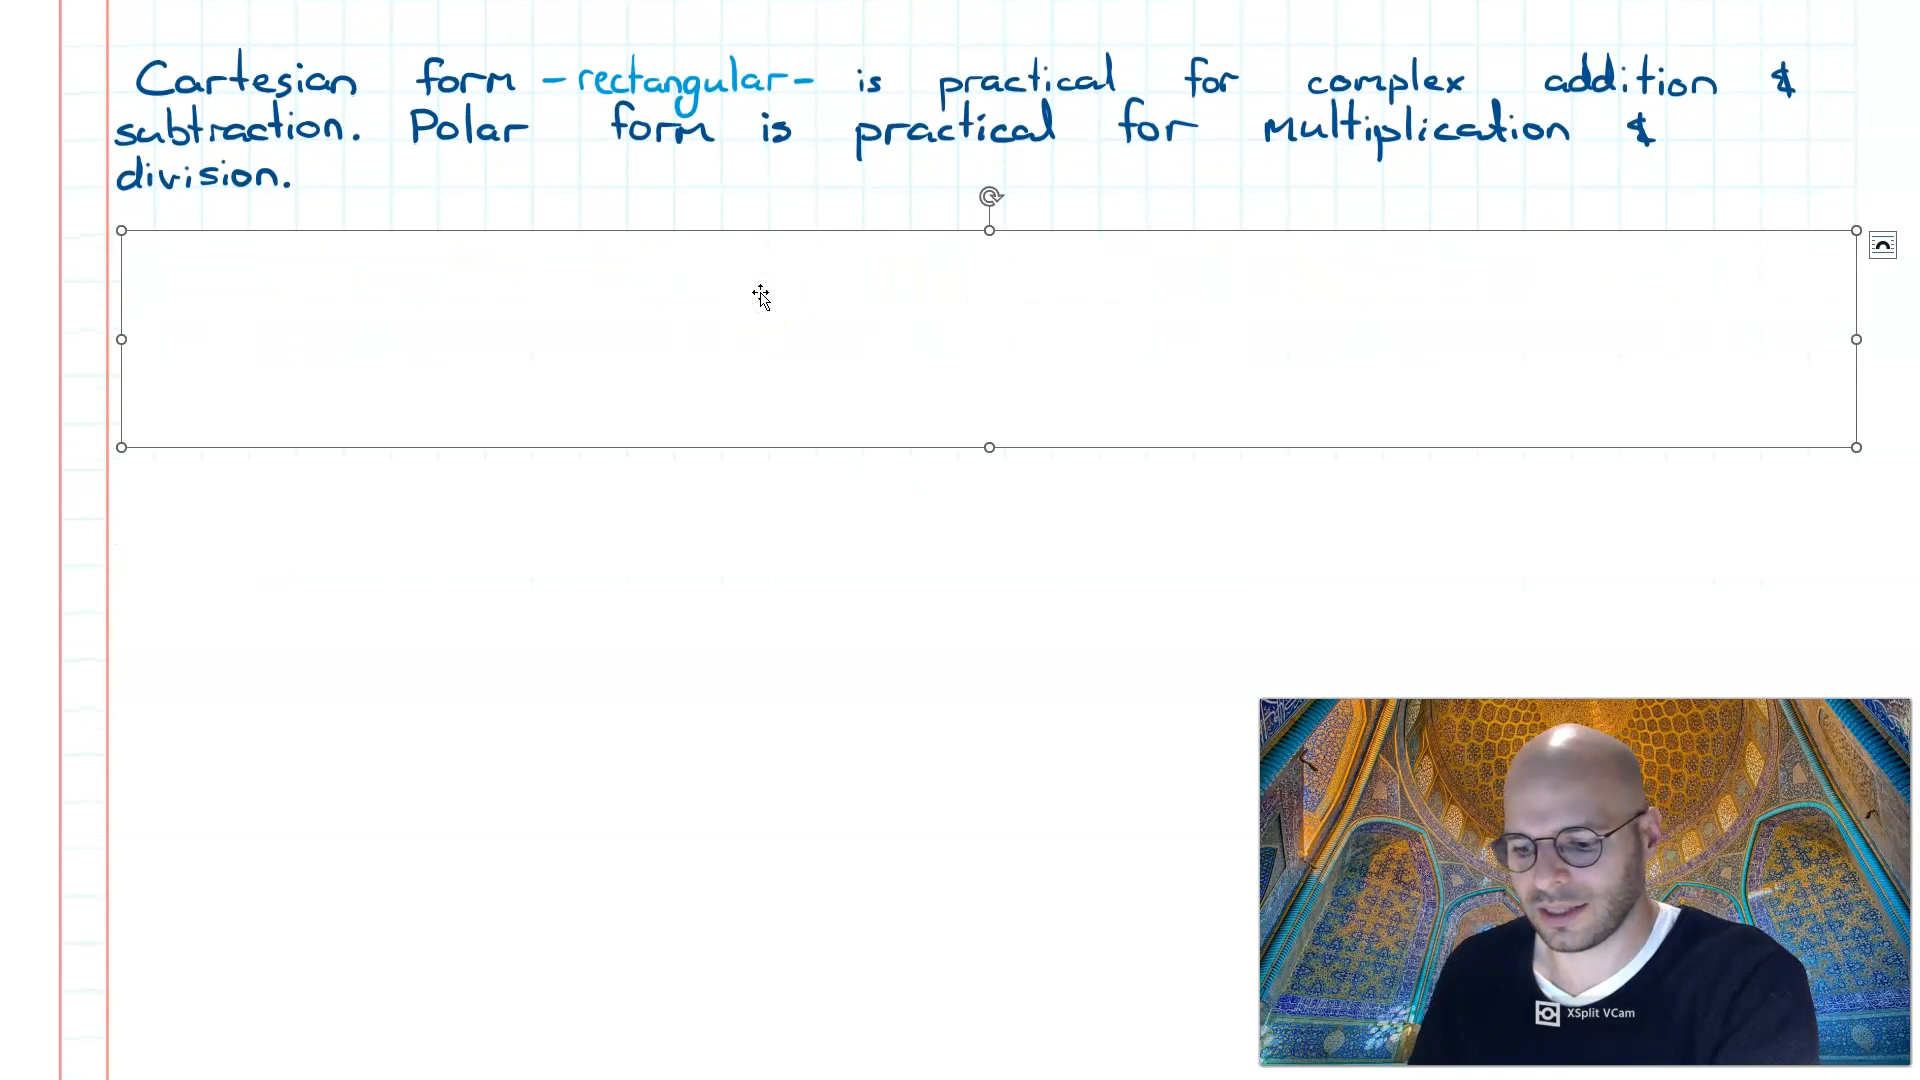 Cartesian form -rectangular- is practical for complex addition &
subtraction. Polar form is practical for multiplication &
division.
XSplit VCam